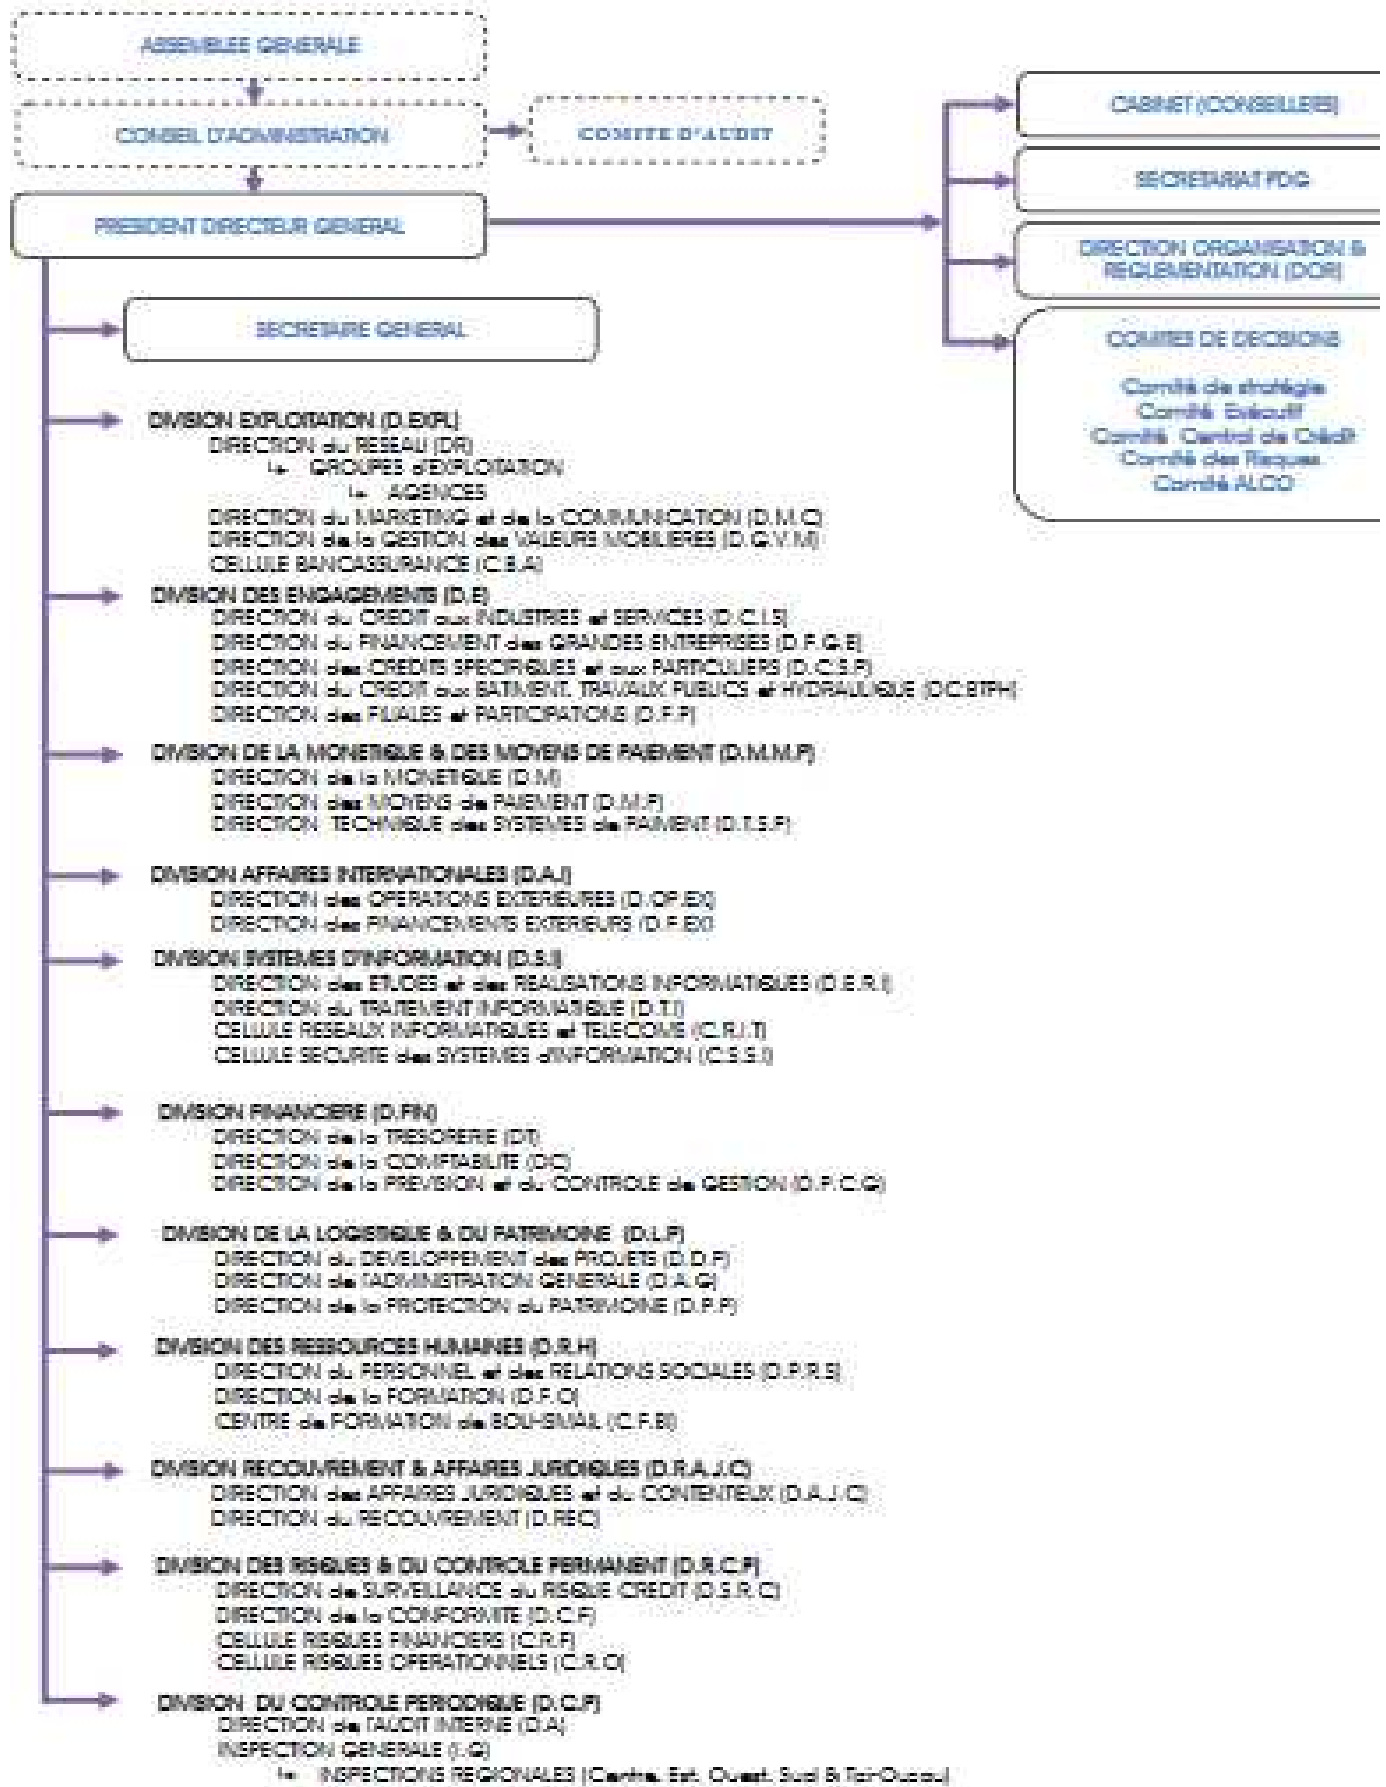 ASSEMBLEE GENERALE
CONSEIL D'ADMINISTRATION
COMITE D'AUDIT
PRESIDENT DIRECTEUR GENERAL
CABINET (CONSEILLERS)
SECRETARIAT PDG
DIRECTION ORGANISATION &
REGLEMENTATION (DOR)
COMITES DE DECISIONS
Comité de stratégie
Comité Exécutif
Comité Central de Crédit
Comité des Risques
Comité ALCO
SECRETAIRE GENERAL
DIVISION EXPLOITATION (D.EXPL)
DIRECTION du RESEAU (DR)
↳ GROUPES d'EXPLOITATION
↳ AGENCES
DIRECTION du MARKETING et de la COMMUNICATION (D.M.C)
DIRECTION de la GESTION des VALEURS MOBILIERES (D.G.V.M)
CELLULE BANCASSURANCE (C.B.A)
DIVISION DES ENGAGEMENTS (D.E)
DIRECTION du CREDIT aux INDUSTRIES et SERVICES (D.C.I.S)
DIRECTION du FINANCEMENT des GRANDES ENTREPRISES (D.F.G.E)
DIRECTION des CREDITS SPECIFIQUES et aux PARTICULIERS (D.C.S.P)
DIRECTION du CREDIT aux BATIMENT, TRAVAUX PUBLICS et HYDRAULIQUE (DC.BTPH)
DIRECTION des FILIALES et PARTICIPATIONS (D.F.P)
DIVISION DE LA MONETIQUE & DES MOYENS DE PAIEMENT (D.M.M.P)
DIRECTION de la MONETIQUE (D.M)
DIRECTION des MOYENS de PAIEMENT (D.M.P)
DIRECTION TECHNIQUE des SYSTEMES de PAIMENT (D.T.S.P)
DIVISION AFFAIRES INTERNATIONALES (D.A.I)
DIRECTION des OPERATIONS EXTERIEURES (D.OP.EX)
DIRECTION des FINANCEMENTS EXTERIEURS (D.F.EX)
DIVISION SYSTEMES D'INFORMATION (D.S.I)
DIRECTION des ETUDES et des REALISATIONS INFORMATIQUES (D.E.R.I)
DIRECTION du TRAITEMENT INFORMATIQUE (D.T.I)
CELLULE RESEAUX INFORMATIQUES et TELECOMS (C.R.I.T)
CELLULE SECURITE des SYSTEMES d'INFORMATION (C.S.S.I)
DIVISION FINANCIERE (D.FIN)
DIRECTION de la TRESORERIE (DT)
DIRECTION de la COMPTABILITE (DC)
DIRECTION de la PREVISION et du CONTROLE de GESTION (D.P.C.G)
DIVISION DE LA LOGISTIQUE & DU PATRIMOINE (D.L.P)
DIRECTION du DEVELOPPEMENT des PROJETS (D.D.P)
DIRECTION de l'ADMINISTRATION GENERALE (D.A.G)
DIRECTION de la PROTECTION du PATRIMOINE (D.P.P)
DIVISION DES RESSOURCES HUMAINES (D.R.H)
DIRECTION du PERSONNEL et des RELATIONS SOCIALES (D.P.R.S)
DIRECTION de la FORMATION (D.F.O)
CENTRE de FORMATION de BOU-ISMAIL (C.F.B)
DIVISION RECOUVREMENT & AFFAIRES JURIDIQUES (D.R.A.J.C)
DIRECTION des AFFAIRES JURIDIQUES et du CONTENTIEUX (D.A.J.C)
DIRECTION du RECOUVREMENT (D.REC)
DIVISION DES RISQUES & DU CONTROLE PERMANENT (D.R.C.P)
DIRECTION de SURVEILLANCE du RISQUE CREDIT (D.S.R.C)
DIRECTION de la CONFORMITE (D.C.F)
CELLULE RISQUES FINANCIERS (C.R.F)
CELLULE RISQUES OPERATIONNELS (C.R.O)
DIVISION DU CONTROLE PERIODIQUE (D.C.P)
DIRECTION de l'AUDIT INTERNE (D.A)
INSPECTION GENERALE (I.G)
↳ INSPECTIONS REGIONALES (Centre, Est, Ouest, Sud & Tizi-Ouzou)